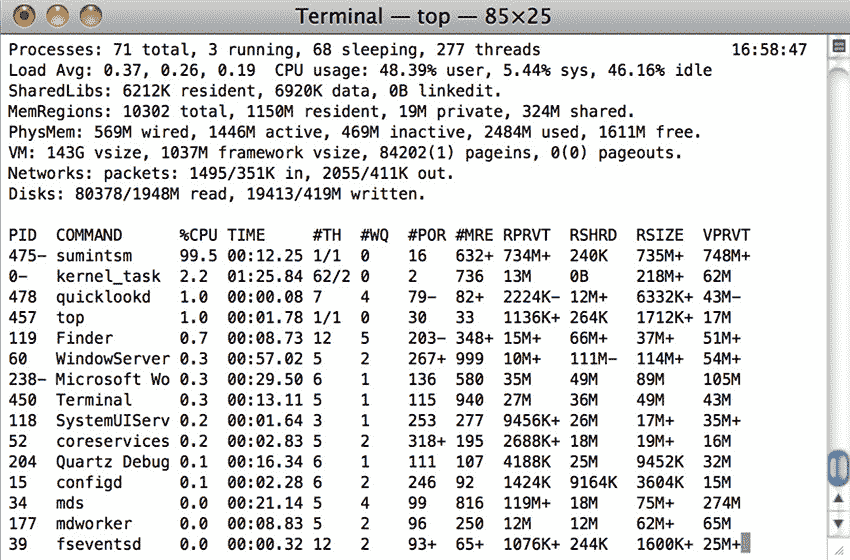 Terminal — top — 85×25
Processes: 71 total, 3 running, 68 sleeping, 277 threads 16:58:47
Load Avg: 0.37, 0.26, 0.19 CPU usage: 48.39% user, 5.44% sys, 46.16% idle
SharedLibs: 6212K resident, 6920K data, 0B linkedit.
MemRegions: 10302 total, 1150M resident, 19M private, 324M shared.
PhysMem: 569M wired, 1446M active, 469M inactive, 2484M used, 1611M free.
VM: 143G vsize, 1037M framework vsize, 84202(1) pageins, 0(0) pageouts.
Networks: packets: 1495/351K in, 2055/411K out.
Disks: 80378/1948M read, 19413/419M written.
PID COMMAND %CPU TIME #TH #WQ #POR #MRE RPRVT RSHRD RSIZE VPRVT
475- sumintsm 99.5 00:12.25 1/1 0 16 632+ 734M+ 240K 735M+ 748M+
0- kernel_task 2.2 01:25.84 62/2 0 2 736 13M 0B 218M+ 62M
478 quicklookd 1.0 00:00.08 7 4 79- 82+ 2224K- 12M+ 6332K+ 43M-
457 top 1.0 00:01.78 1/1 0 30 33 1136K+ 264K 1712K+ 17M
119 Finder 0.7 00:08.73 12 5 203- 348+ 15M+ 66M+ 37M+ 51M+
60 WindowServer 0.3 00:57.02 5 2 267+ 999 10M+ 111M- 114M+ 54M+
238- Microsoft Wo 0.3 00:29.50 6 1 136 580 35M 49M 89M 105M
450 Terminal 0.3 00:13.11 5 1 115 940 27M 36M 49M 43M
118 SystemUIServ 0.2 00:01.64 3 1 253 277 9456K+ 26M 17M+ 35M+
52 coreservices 0.2 00:02.83 5 2 318+ 195 2688K+ 18M 19M+ 16M
204 Quartz Debug 0.1 00:16.34 6 1 111 107 4188K 25M 9452K 32M
15 configd 0.1 00:02.28 6 2 246 92 1424K 9164K 3604K 15M
34 mds 0.0 00:21.14 5 4 99 816 119M+ 18M 75M+ 274M
177 mdworker 0.0 00:08.83 5 2 96 250 12M 12M 62M+ 65M
39 fseventsd 0.0 00:00.32 12 2 93+ 65+ 1076K+ 244K 1600K+ 25M+